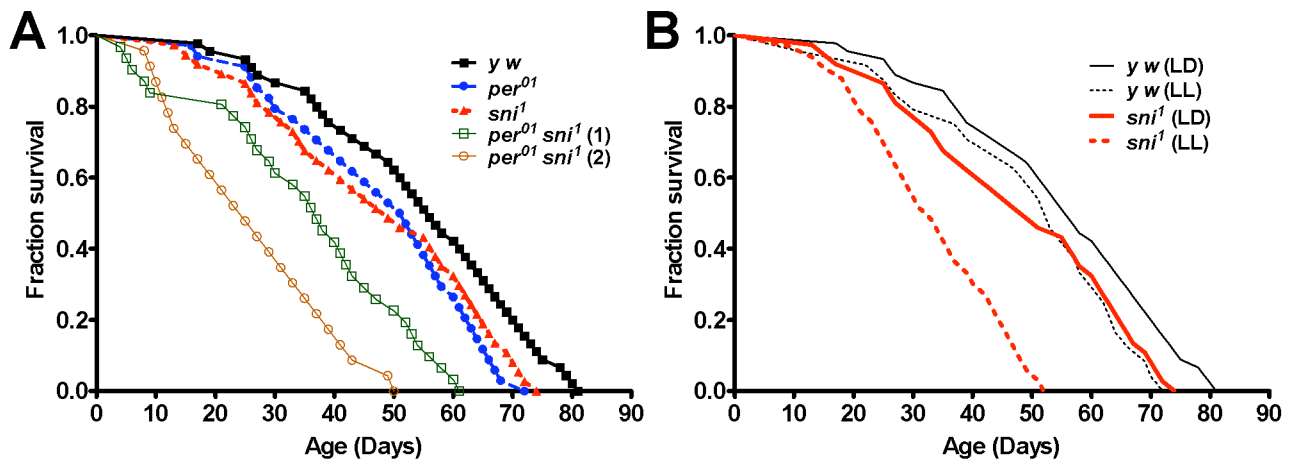 A
Fraction survival
1.0
0.8
0.6
0.4
0.2
0.0
0 10 20 30 40 50 60 70 80 90
Age (Days)
y w
per⁰¹
sni¹
per⁰¹ sni¹ (1)
per⁰¹ sni¹ (2)
B
Fraction survival
1.0
0.8
0.6
0.4
0.2
0.0
0 10 20 30 40 50 60 70 80 90
Age (Days)
y w (LD)
y w (LL)
sni¹ (LD)
sni¹ (LL)